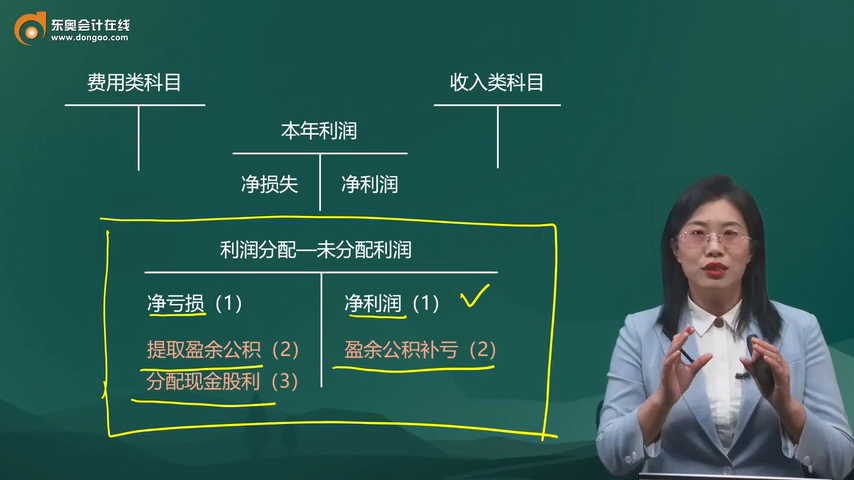 东奥会计在线
www.dongao.com
费用类科目
收入类科目
本年利润
净损失
净利润
利润分配—未分配利润
净亏损（1）
净利润（1）
提取盈余公积（2）
盈余公积补亏（2）
分配现金股利（3）